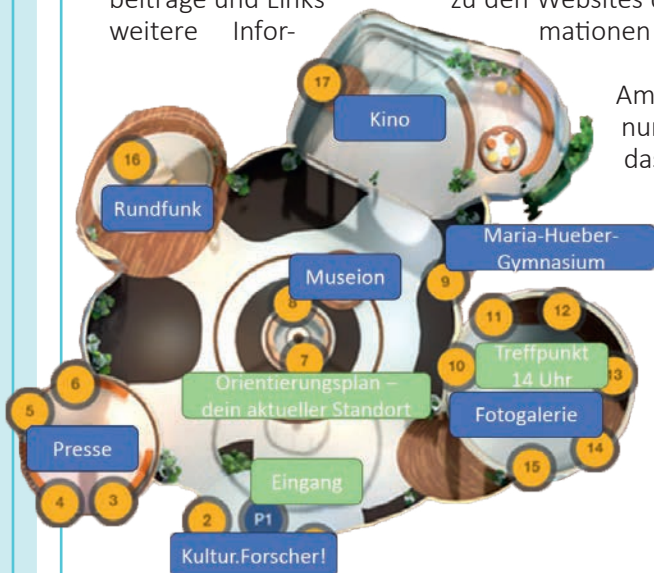 beiträge und Links
zu den Websites
weitere Infor-
mationen
Am
17
Kino
16
Rundfunk
Maria-Hueber-
Gymnasium
Museion
9
8
11
12
7
10
Treffpunkt
14 Uhr
13
6
Orientierungsplan –
dein aktueller Standort
5
Fotogalerie
Presse
14
15
Eingang
4
3
2
P1
Kultur.Forscher!